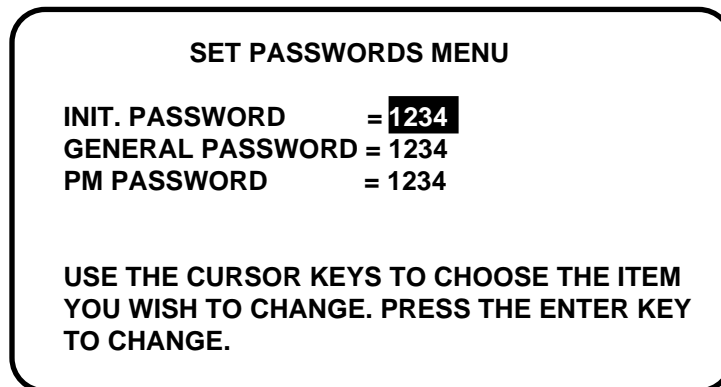 SET PASSWORDS MENU
INIT. PASSWORD = 1234
GENERAL PASSWORD = 1234
PM PASSWORD = 1234
USE THE CURSOR KEYS TO CHOOSE THE ITEM
YOU WISH TO CHANGE. PRESS THE ENTER KEY
TO CHANGE.